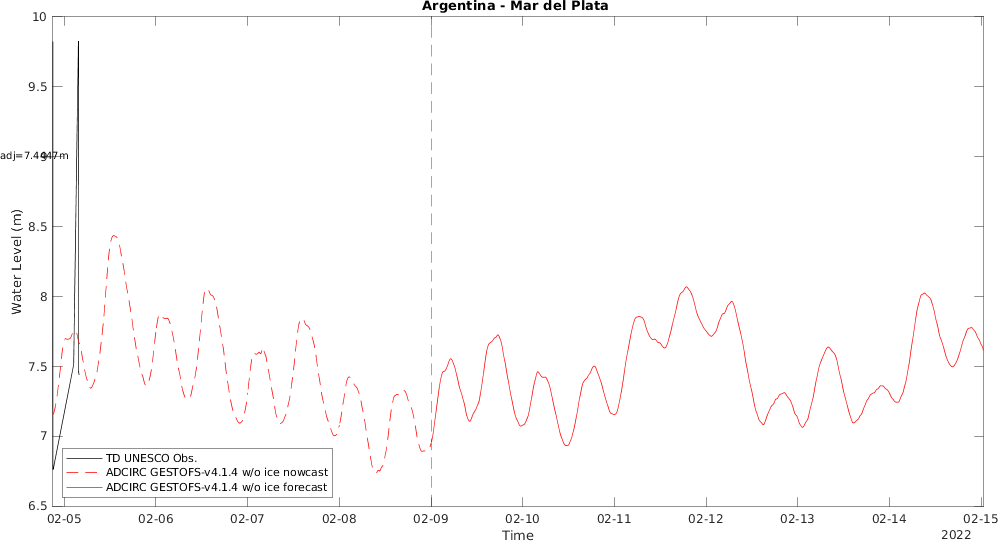 Argentina - Mar del Plata
10
9.5
9
adj=7.4447m
8.5
8
7.5
7
6.5
Water Level (m)
TD UNESCO Obs.
ADCIRC GESTOFS-v4.1.4 w/o ice nowcast
ADCIRC GESTOFS-v4.1.4 w/o ice forecast
02-05 02-06 02-07 02-08 02-09 02-10 02-11 02-12 02-13 02-14 02-15
Time
2022